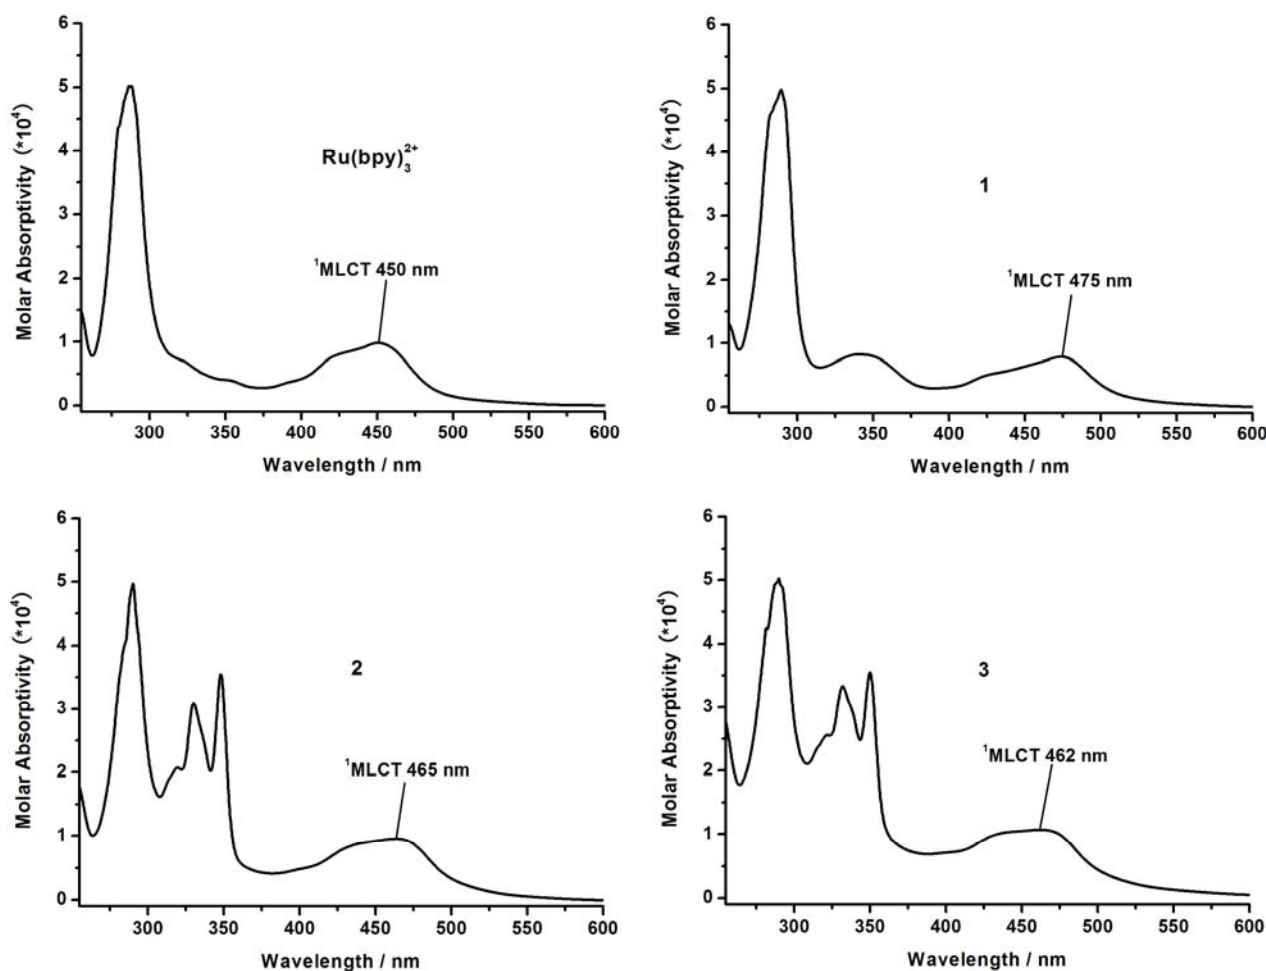 6
5
4
3
2
1
0
Molar Absorptivity (*10⁴)
Ru(bpy)₃²⁺
¹MLCT 450 nm
300 350 400 450 500 550 600
Wavelength / nm
6
5
4
3
2
1
0
Molar Absorptivity (*10⁴)
1
¹MLCT 475 nm
300 350 400 450 500 550 600
Wavelength / nm
6
5
4
3
2
1
0
Molar Absorptivity (*10⁴)
2
¹MLCT 465 nm
300 350 400 450 500 550 600
Wavelength / nm
6
5
4
3
2
1
0
Molar Absorptivity (*10⁴)
3
¹MLCT 462 nm
300 350 400 450 500 550 600
Wavelength / nm